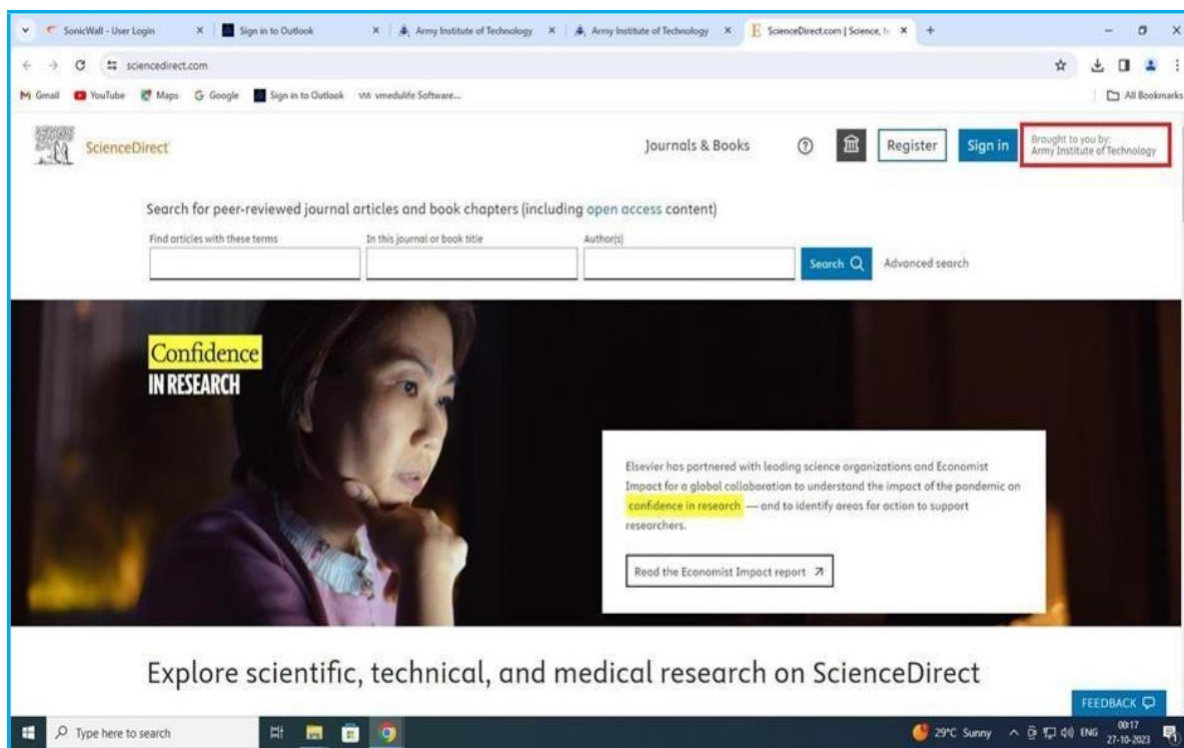 SonicWall - User Login
Sign in to Outlook
Army Institute of Technology
Army Institute of Technology
ScienceDirect.com | Science, h
sciencedirect.com
Gmail
YouTube
Maps
Google
Sign in to Outlook
vmedulife Software...
All Bookmarks
ScienceDirect
Journals & Books
Register
Sign in
Brought to you by:
Army Institute of Technology
Search for peer-reviewed journal articles and book chapters (including open access content)
Find articles with these terms
In this journal or book title
Author(s)
Search
Advanced search
Confidence
IN RESEARCH
Elsevier has partnered with leading science organizations and Economist
Impact for a global collaboration to understand the impact of the pandemic on
confidence in research — and to identify areas for action to support
researchers.
Read the Economist Impact report
Explore scientific, technical, and medical research on ScienceDirect
FEEDBACK
Type here to search
29°C Sunny
ENG
00:17
27-10-2023